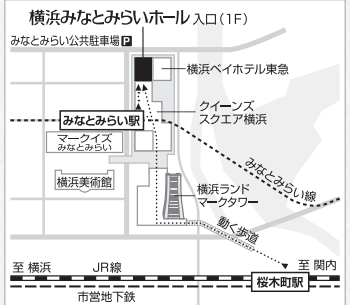 横浜みなとみらいホール 入口(1F)
みなとみらい公共駐車場 P
横浜ベイホテル東急
クイーンズ
スクエア横浜
みなとみらい駅
マークイズ
みなとみらい
みなとみらい線
横浜美術館
横浜ランド
マークタワー
動く歩道
至 横浜
JR線
至 関内
桜木町駅
市営地下鉄